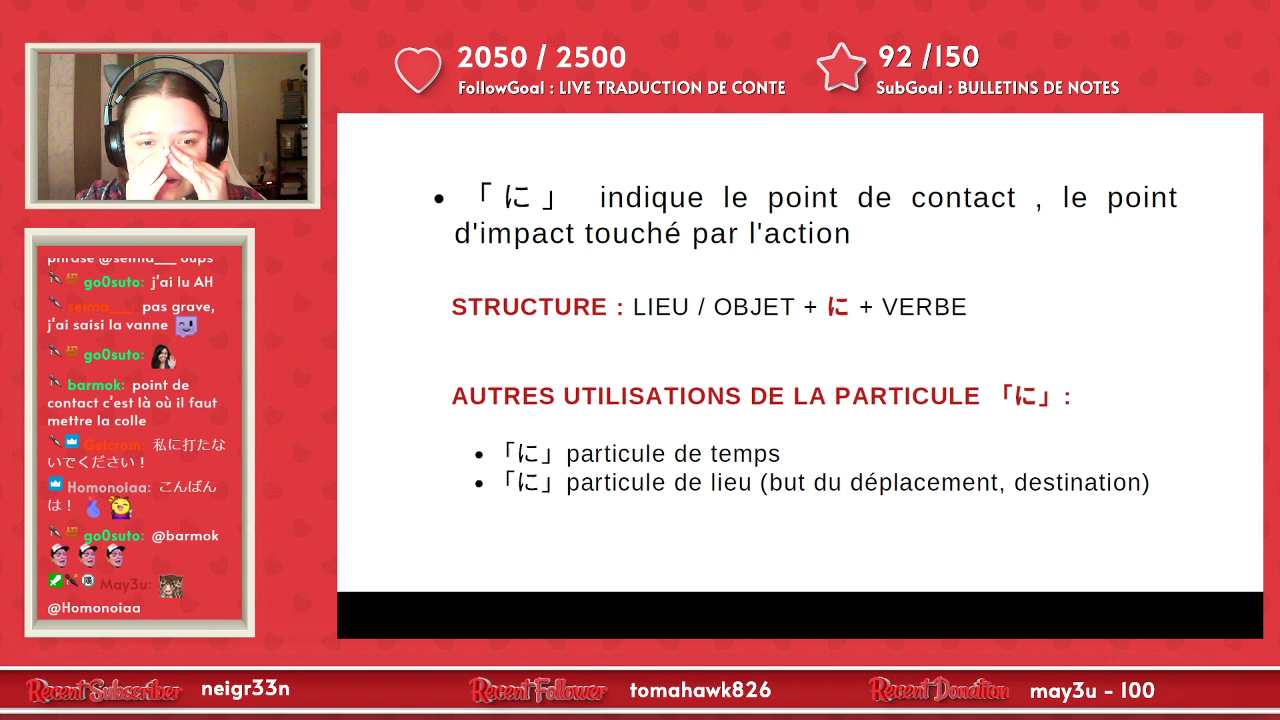 2050 / 2500
FollowGoal : LIVE TRADUCTION DE CONTE
92 /150
SubGoal : BULLETINS DE NOTES
• 「に」 indique le point de contact , le point
d'impact touché par l'action
STRUCTURE : LIEU / OBJET + に + VERBE
AUTRES UTILISATIONS DE LA PARTICULE 「に」:
• 「に」particule de temps
• 「に」particule de lieu (but du déplacement, destination)
phrase @seima___ oups
go0suto: j'ai lu AH
seima___: pas grave,
j'ai saisi la vanne
go0suto:
barmok: point de
contact c'est là où il faut
mettre la colle
Gelcrom: 私に打たな
いでください！
Homonoiaa: こんばん
は！
go0suto: @barmok
May3u:
@Homonoiaa
Recent Subscriber neigr33n
Recent Follower tomahawk826
Recent Donation may3u - 100